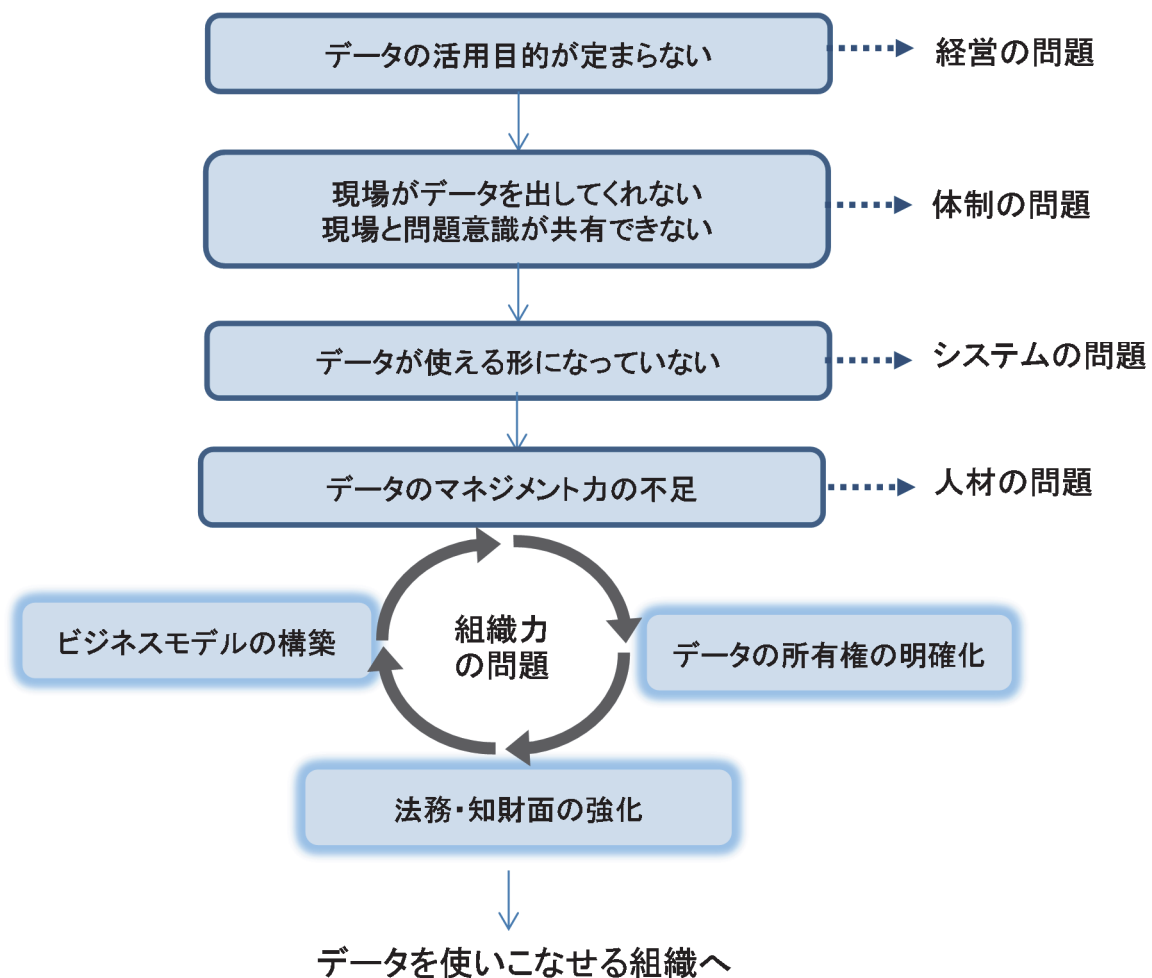 データの活用目的が定まらない
経営の問題
現場がデータを出してくれない
現場と問題意識が共有できない
体制の問題
データが使える形になっていない
システムの問題
データのマネジメント力の不足
人材の問題
ビジネスモデルの構築
組織力
の問題
データの所有権の明確化
法務・知財面の強化
データを使いこなせる組織へ